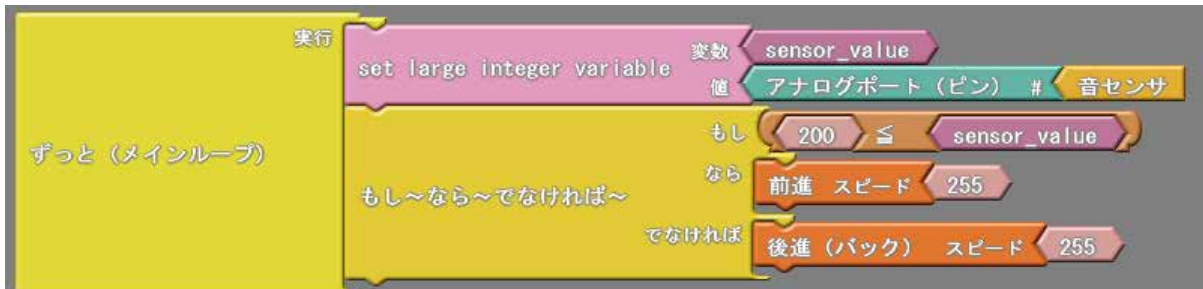 実行
set large integer variable 変数 sensor_value
値 アナログポート (ピン) # 音センサ
ずっと (メインループ)
もし~なら~でなければ~
もし 200 ≦ sensor_value
なら 前進 スピード 255
でなければ 後進 (バック) スピード 255